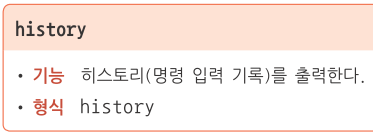 history
• 기능 히스토리(명령 입력 기록)를 출력한다.
• 형식 history